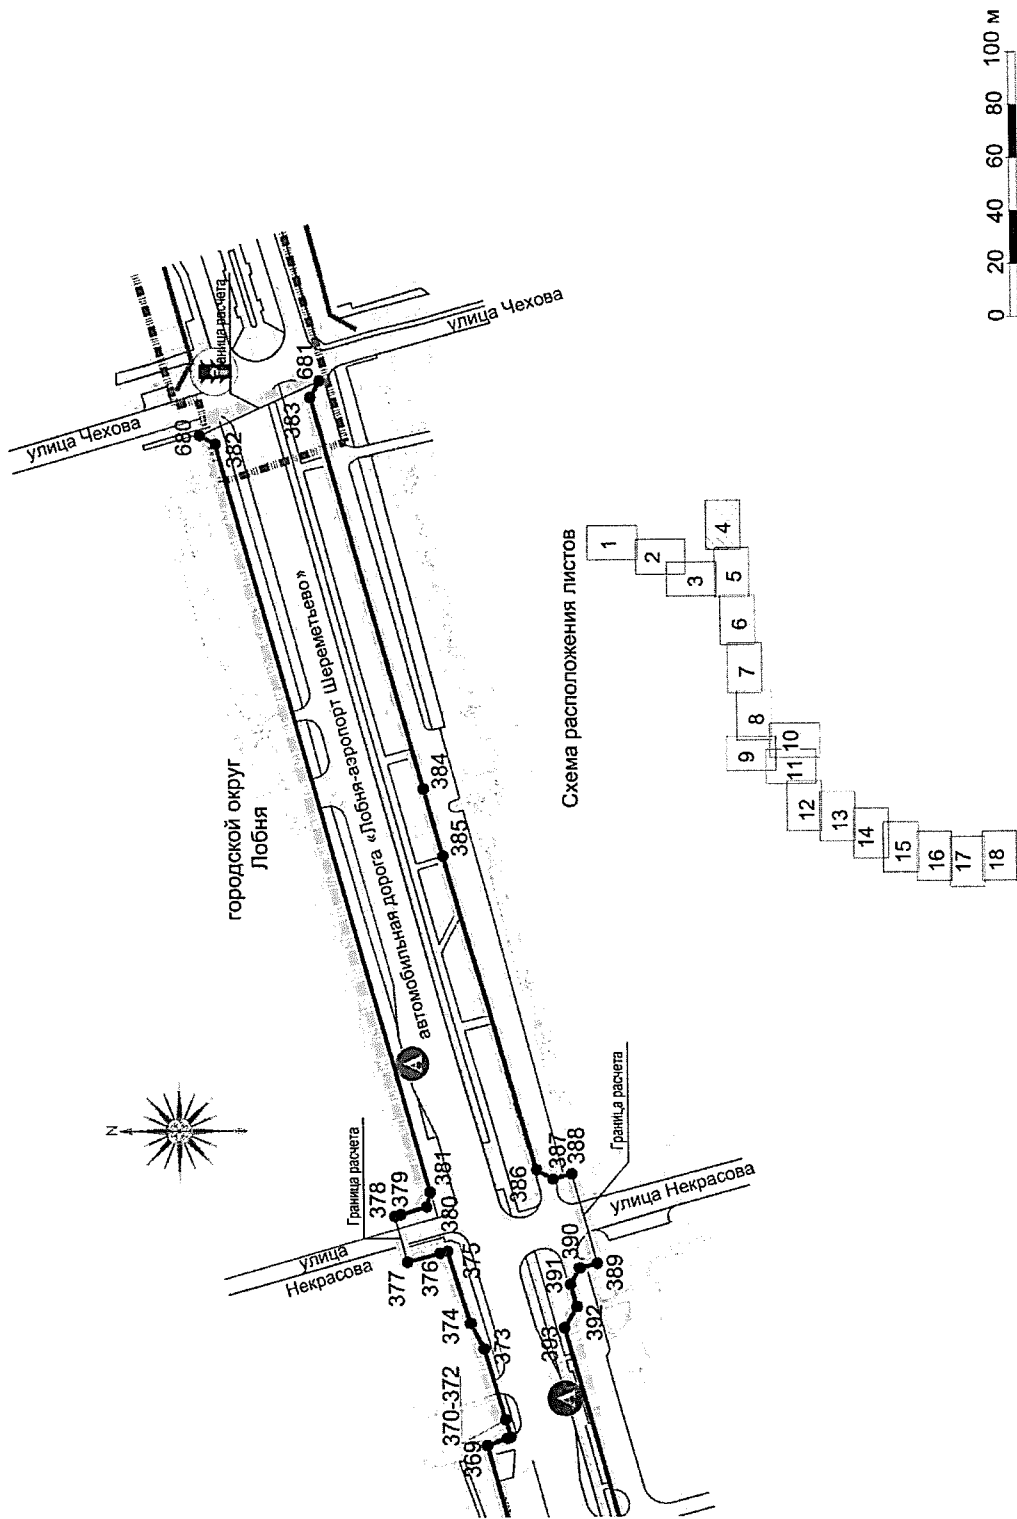 N
городской округ
Лобня
улица Чехова
Граница расчета
680
382
681
383
улица Чехова
автомобильная дорога «Лобня-аэропорт Шереметьево»
384
385
А
Граница расчета
378
379
381
380
377
376
375
улица
Некрасова
374
373
370-372
369
386
387
388
Граница расчета
улица Некрасова
390
391
389
392
393
А
Схема расположения листов
1
2
3
4
5
6
7
8
9
10
11
12
13
14
15
16
17
18
0 20 40 60 80 100 м